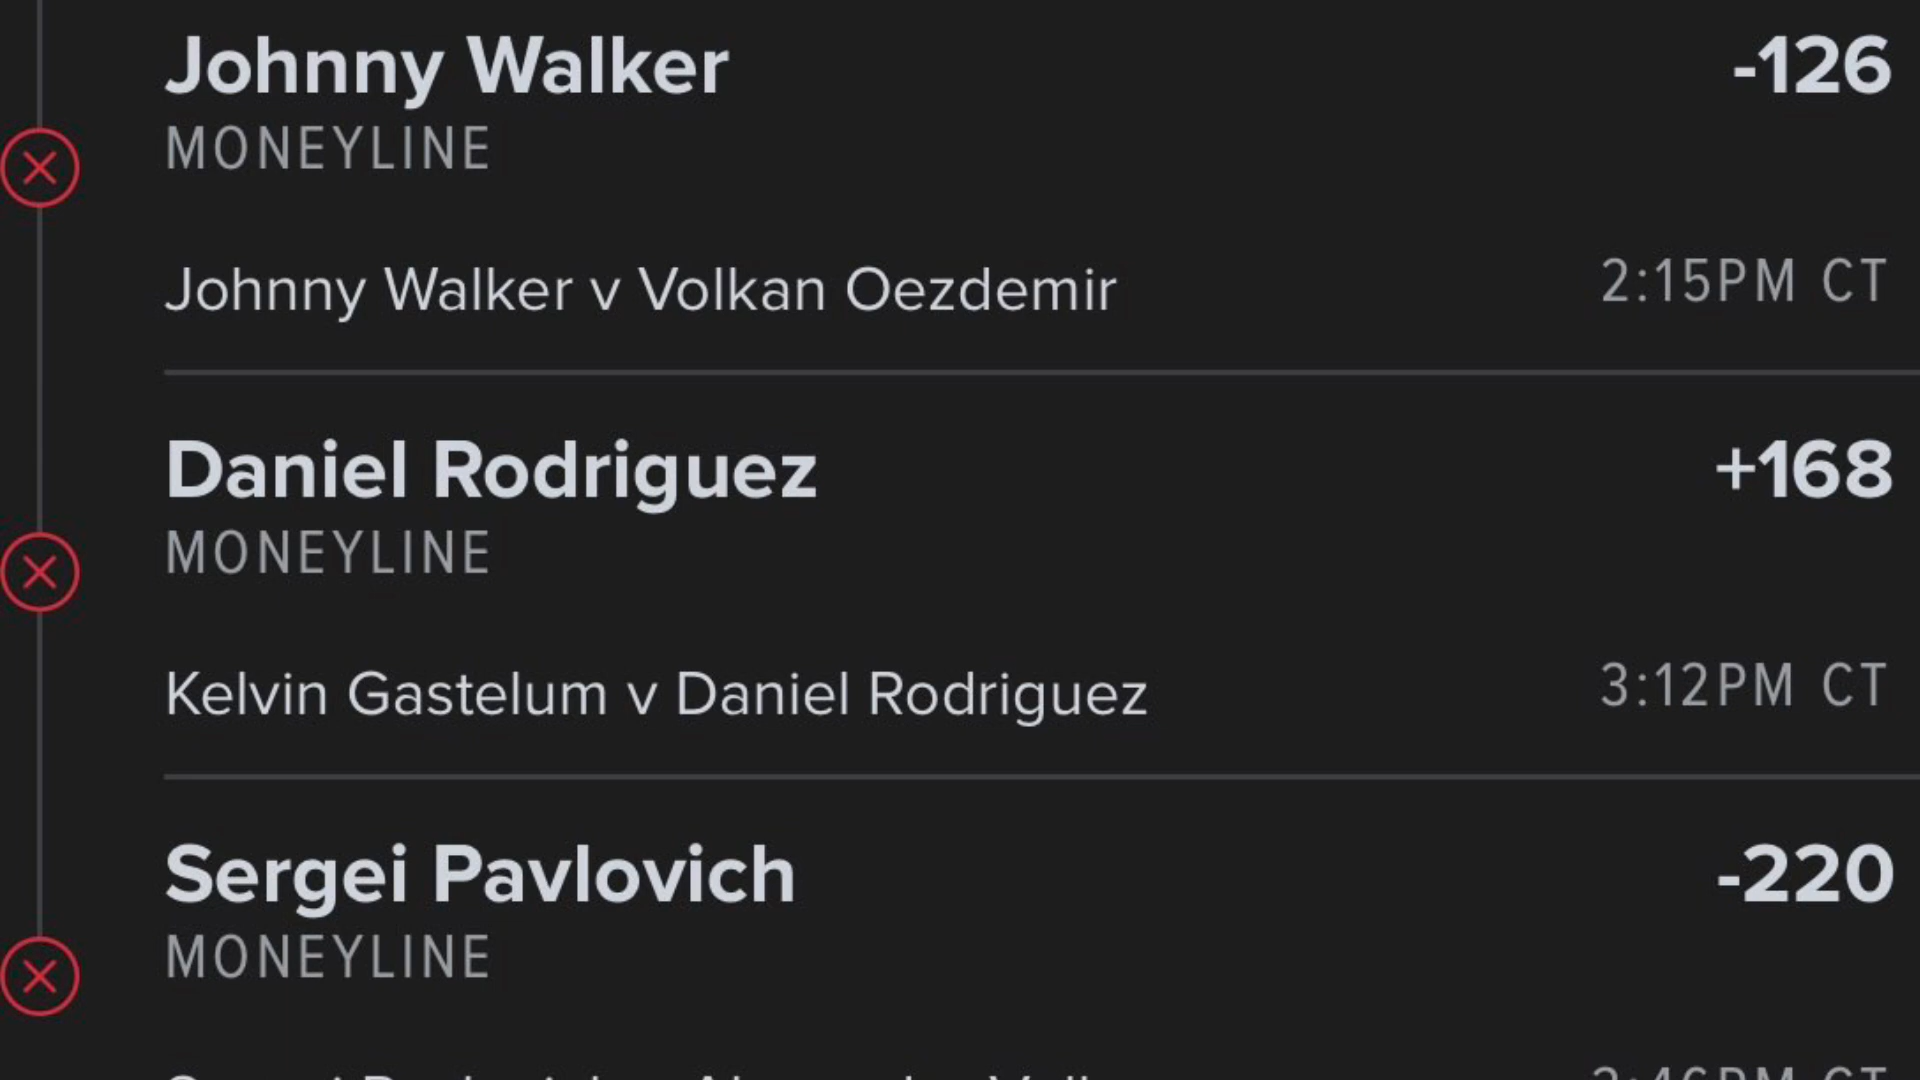 Johnny Walker -126
MONEYLINE
Johnny Walker v Volkan Oezdemir 2:15PM CT
Daniel Rodriguez +168
MONEYLINE
Kelvin Gastelum v Daniel Rodriguez 3:12PM CT
Sergei Pavlovich -220
MONEYLINE